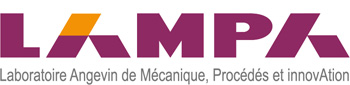 LAMPA
Laboratoire Angevin de Mécanique, Procédés et innovAtion